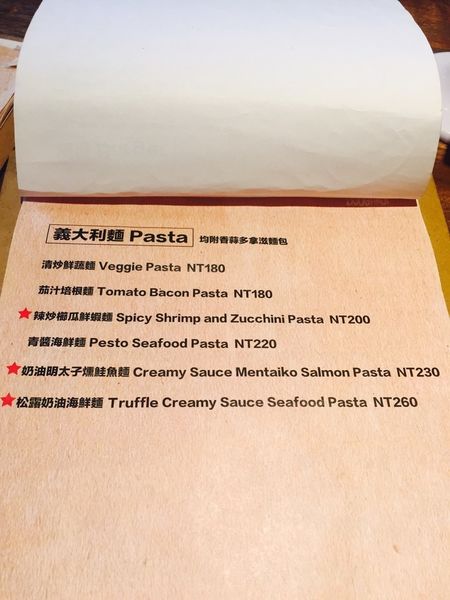 義大利麵 Pasta 均附香蒜多拿滋麵包
清炒鮮蔬麵 Veggie Pasta NT180
茄汁培根麵 Tomato Bacon Pasta NT180
辣炒櫛瓜鮮蝦麵 Spicy Shrimp and Zucchini Pasta NT200
青醬海鮮麵 Pesto Seafood Pasta NT220
奶油明太子燻鮭魚麵 Creamy Sauce Mentaiko Salmon Pasta NT230
松露奶油海鮮麵 Truffle Creamy Sauce Seafood Pasta NT260